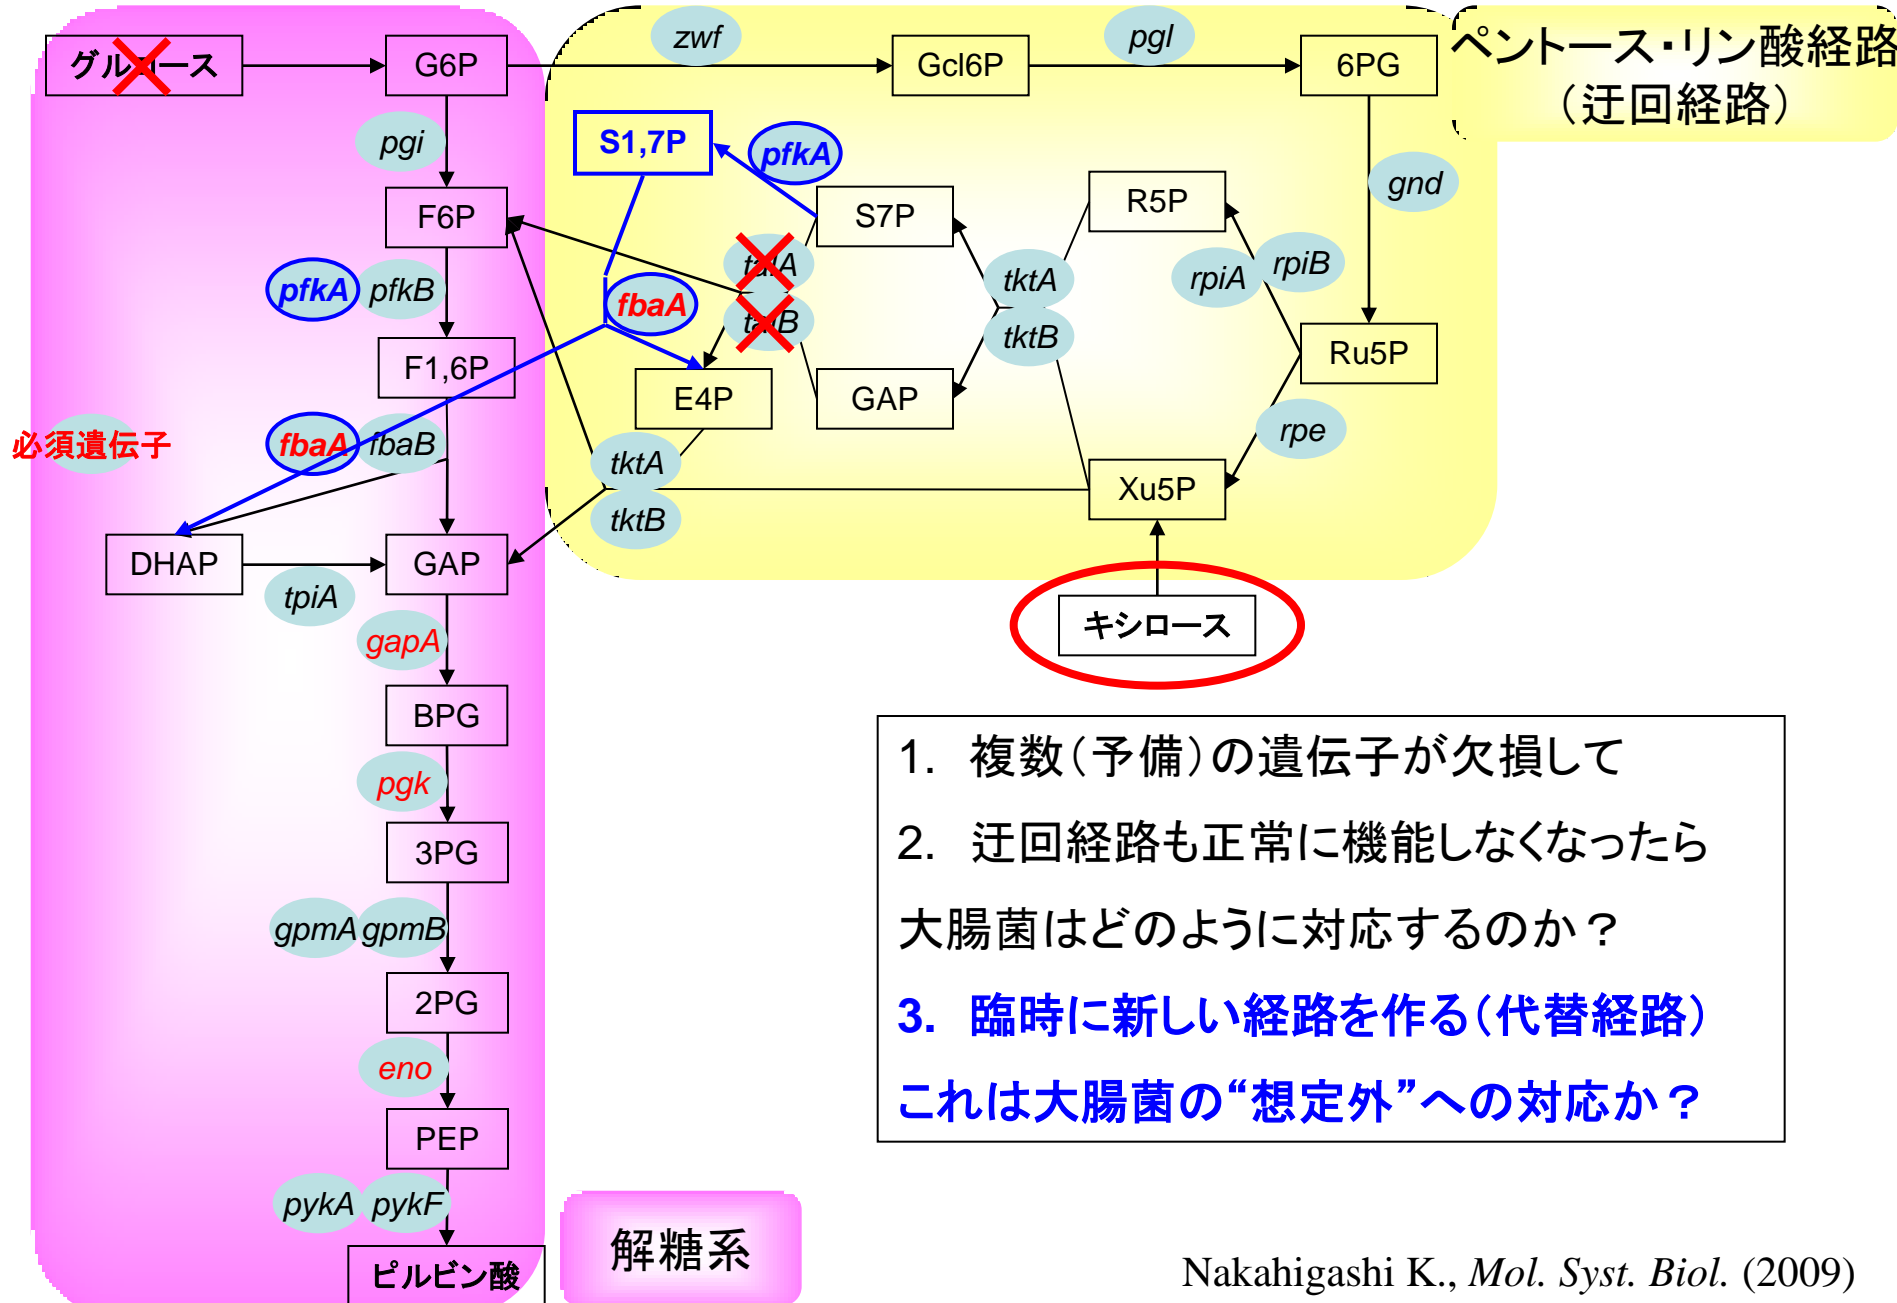 グルコース
G6P
zwf
Gcl6P
pgl
6PG
ペントース・リン酸経路
（迂回経路）
pgi
S1,7P
pfkA
gnd
F6P
S7P
R5P
talA
tktA
rpiA
rpiB
pfkA
pfkB
fbaA
talB
tktB
Ru5P
F1,6P
E4P
GAP
必須遺伝子
fbaA
fbaB
tktA
rpe
Xu5P
tktB
DHAP
GAP
tpiA
キシロース
gapA
BPG
pgk
3PG
gpmA
gpmB
2PG
eno
PEP
pykA
pykF
ピルビン酸
解糖系
1. 複数（予備）の遺伝子が欠損して
2. 迂回経路も正常に機能しなくなったら
大腸菌はどのように対応するのか？
3. 臨時に新しい経路を作る（代替経路）
これは大腸菌の“想定外”への対応か？
Nakahigashi K., Mol. Syst. Biol. (2009)